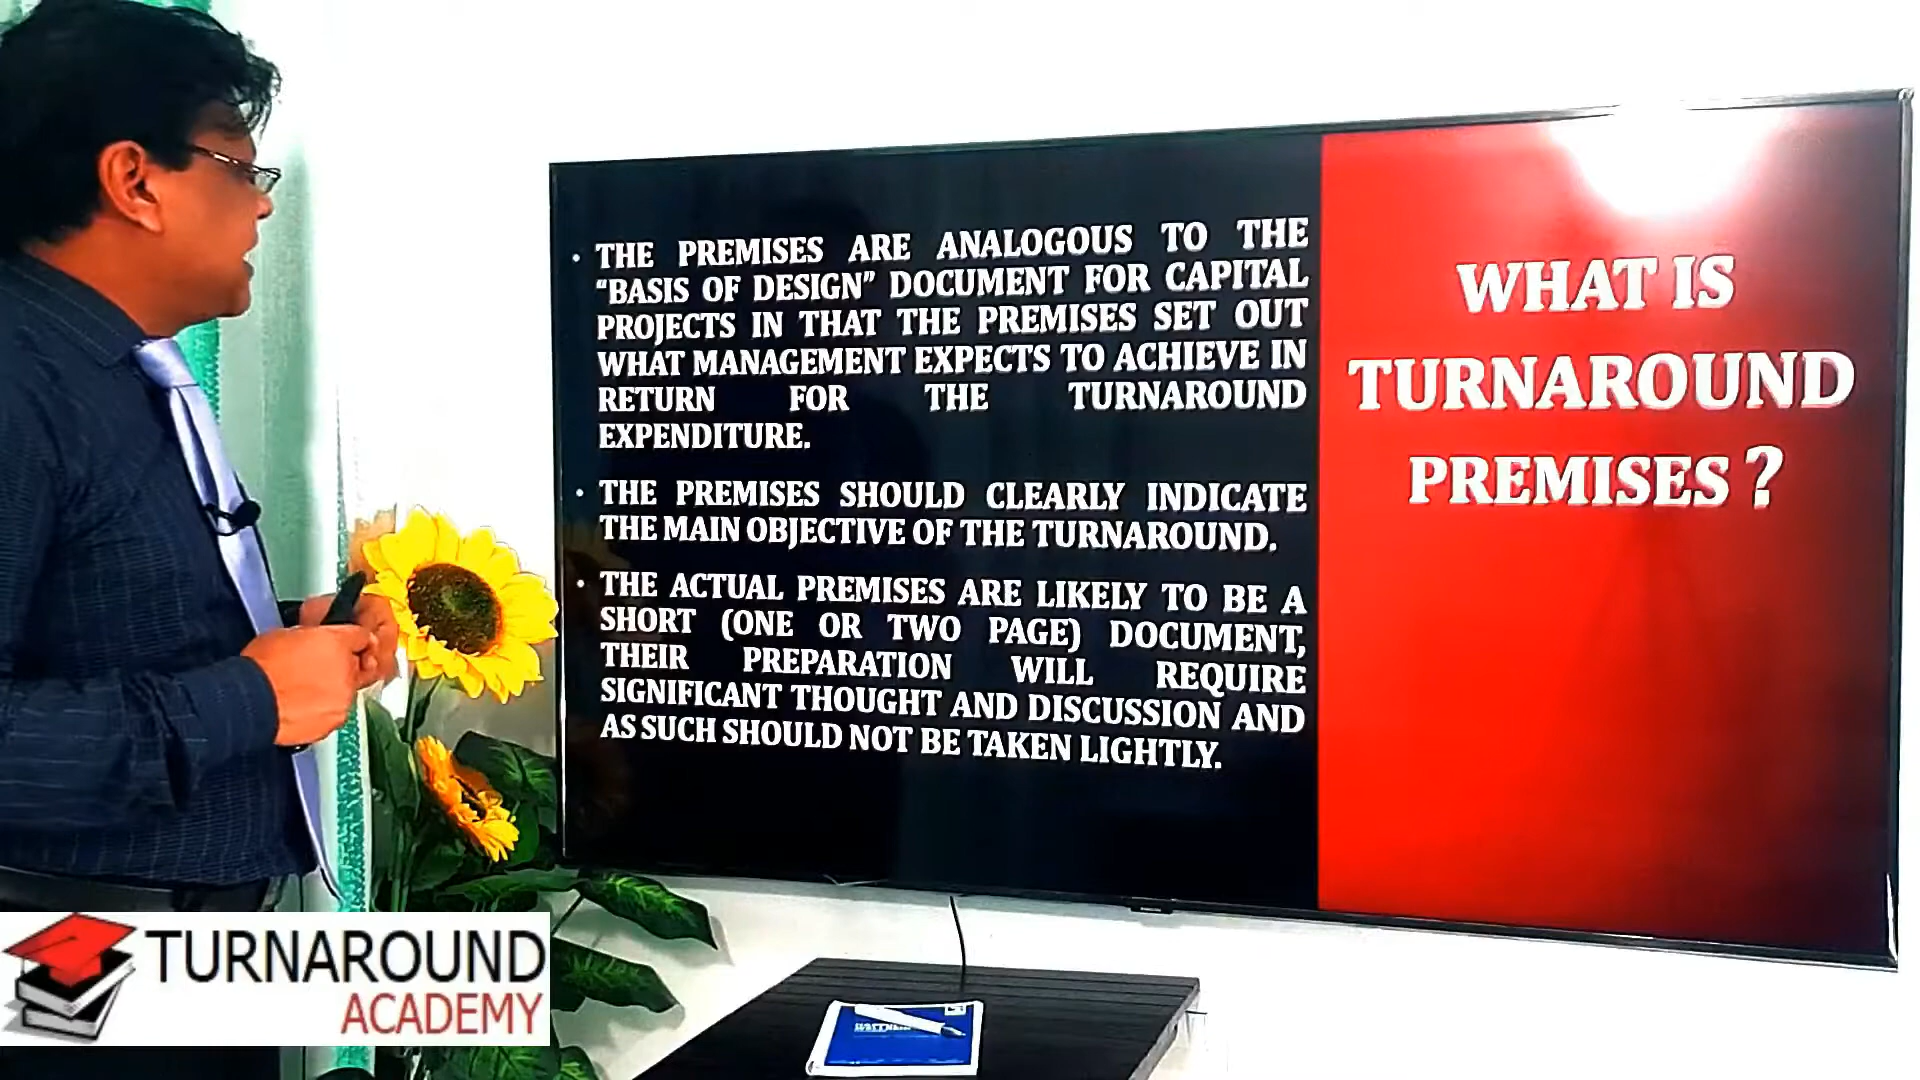 • THE PREMISES ARE ANALOGOUS TO THE
“BASIS OF DESIGN” DOCUMENT FOR CAPITAL
PROJECTS IN THAT THE PREMISES SET OUT
WHAT MANAGEMENT EXPECTS TO ACHIEVE IN
RETURN FOR THE TURNAROUND
EXPENDITURE.
• THE PREMISES SHOULD CLEARLY INDICATE
THE MAIN OBJECTIVE OF THE TURNAROUND.
• THE ACTUAL PREMISES ARE LIKELY TO BE A
SHORT (ONE OR TWO PAGE) DOCUMENT,
THEIR PREPARATION WILL REQUIRE
SIGNIFICANT THOUGHT AND DISCUSSION AND
AS SUCH SHOULD NOT BE TAKEN LIGHTLY.
WHAT IS
TURNAROUND
PREMISES ?
TURNAROUND
ACADEMY